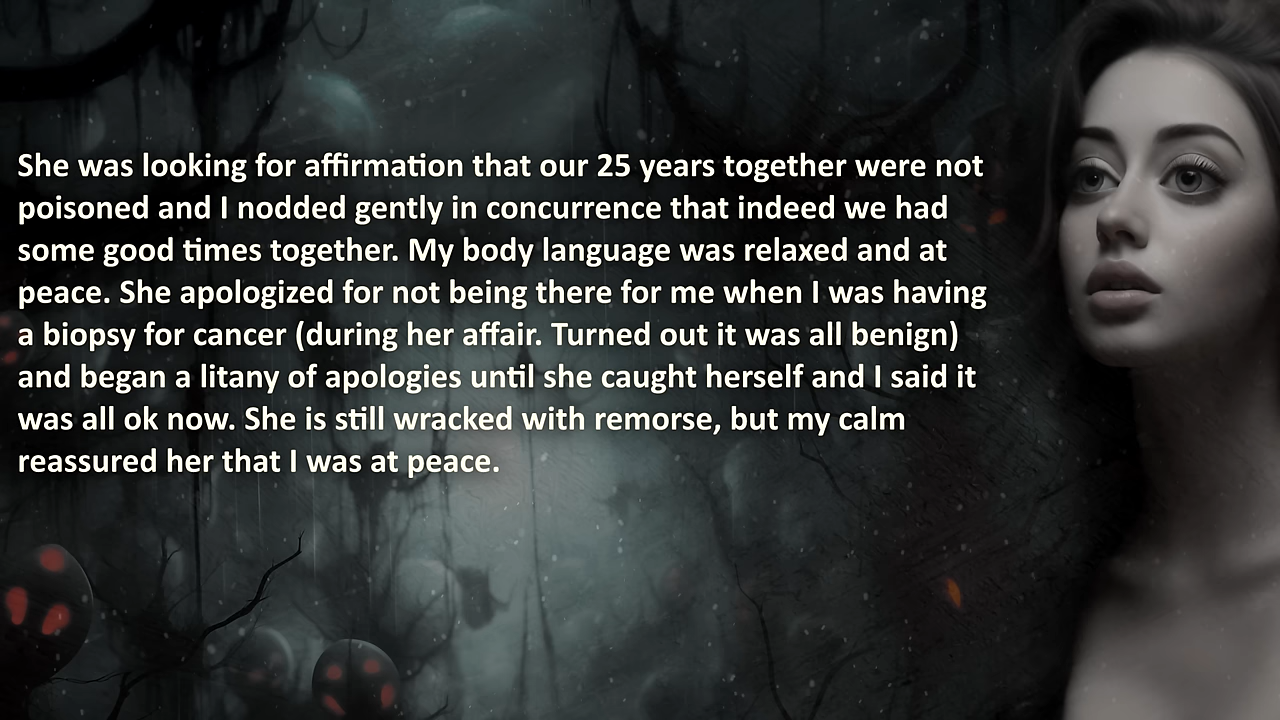 She was looking for affirmation that our 25 years together were not
poisoned and I nodded gently in concurrence that indeed we had
some good times together. My body language was relaxed and at
peace. She apologized for not being there for me when I was having
a biopsy for cancer (during her affair. Turned out it was all benign)
and began a litany of apologies until she caught herself and I said it
was all ok now. She is still wracked with remorse, but my calm
reassured her that I was at peace.